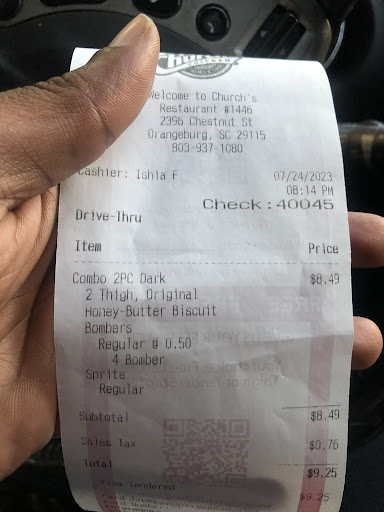 Welcome to Church's
Restaurant #1446
2396 Chestnut St
Orangeburg, SC 29115
803-937-1080
Cashier: Ishia F 07/24/2023
08:14 PM
Check:40045
Drive-Thru
Item Price
Combo 2PC Dark $8.49
2 Thigh, Original
Honey-Butter Biscuit
Bombers
Regular # 0.50
4 Bomber
Sprite
Regular
Subtotal $8.49
Sales Tax $0.76
Total $9.25
Visa tendered $9.25